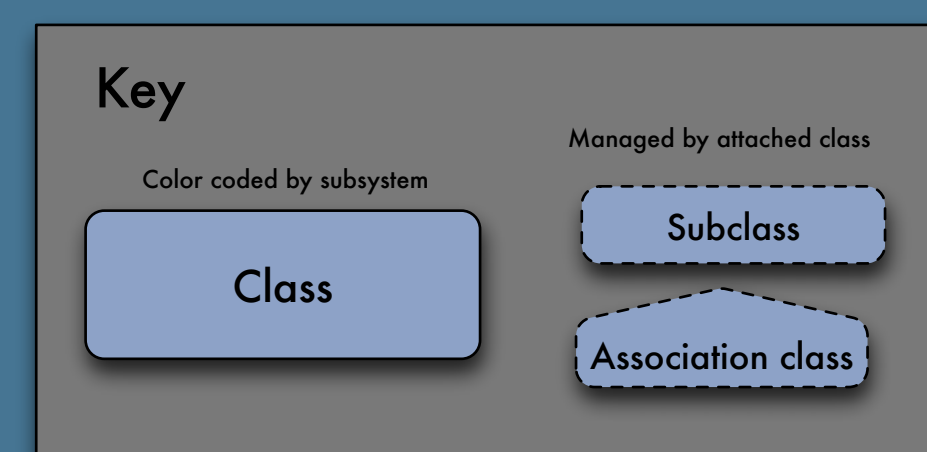 Key
Color coded by subsystem
Class
Managed by attached class
Subclass
Association class